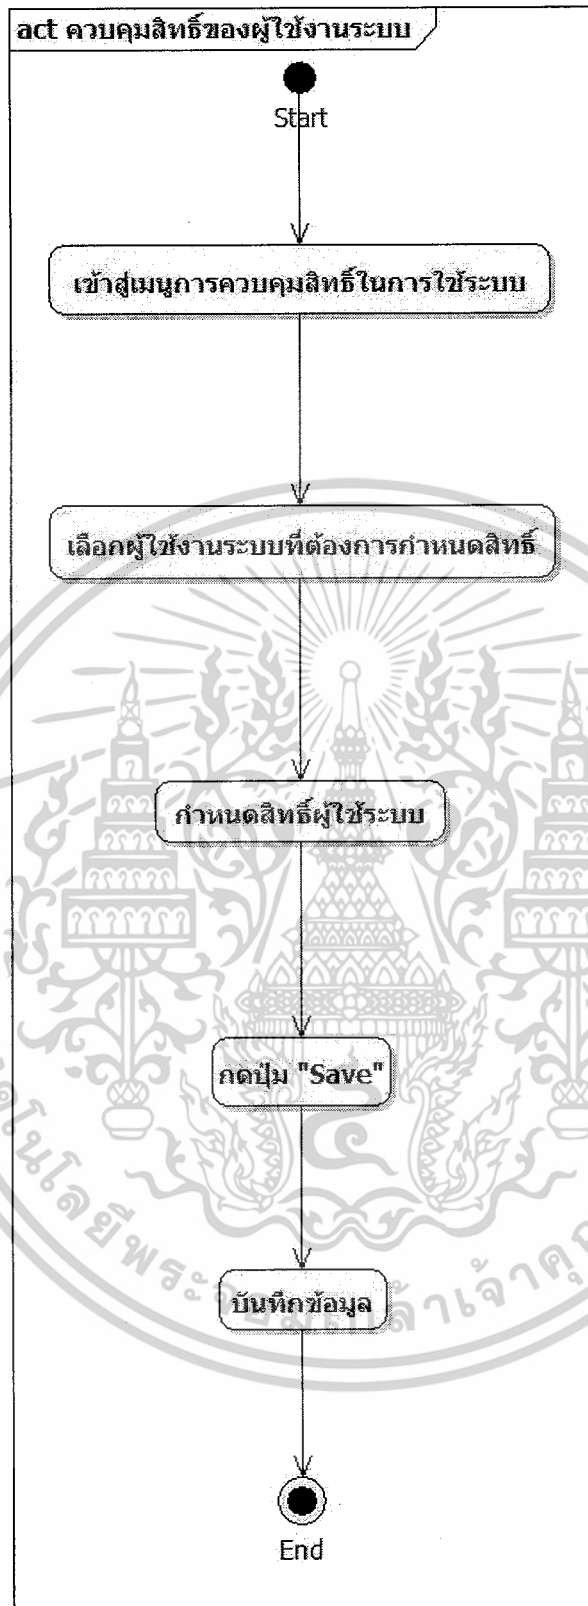 act ควบคุมสิทธิ์ของผู้ใช้งานระบบ
Start
เข้าสู่เมนูการควบคุมสิทธิ์ในการใช้ระบบ
เลือกผู้ใช้งานระบบที่ต้องการกำหนดสิทธิ์
กำหนดสิทธิ์ผู้ใช้ระบบ
กดปุ่ม "Save"
บันทึกข้อมูล
End